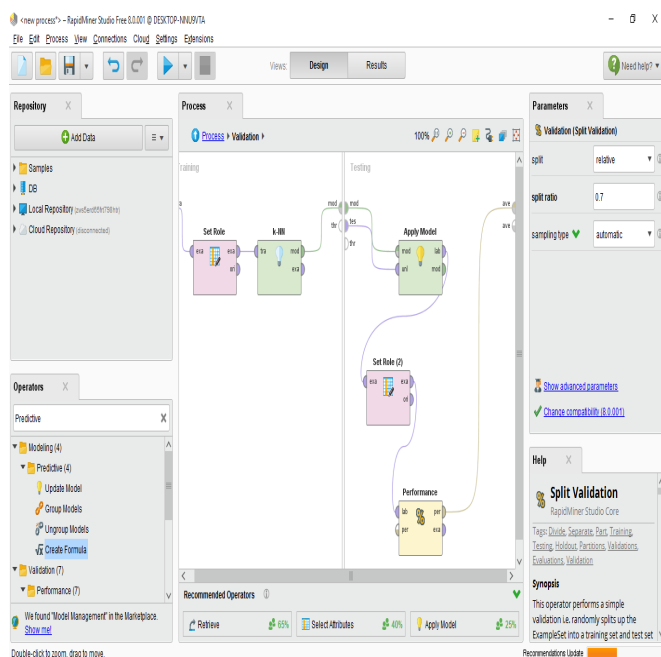 <new process*> – RapidMiner Studio Free 8.0.001 @ DESKTOP-NNU9VTA
File Edit Process View Connections Cloud Settings Extensions
Views: Design Results Need help?
Repository
Add Data
Samples
DB
Local Repository
Cloud Repository (disconnected)
Operators
Predictive
Modeling (4)
Predictive (4)
Update Model
Group Models
Ungroup Models
Create Formula
Validation (7)
Performance (7)
We found "Model Management" in the Marketplace.
Show me!
Double-click to zoom, drag to move.
Process
Process Validation 100%
Training Testing
Set Role
exa exa
ori
k-NN
tra mod
exa
mod mod
thr tes
thr
Apply Model
mod lab
unl mod
ave
ave
Set Role (2)
exa exa
ori
Performance
lab per
per exa
Recommended Operators
Retrieve 65%
Select Attributes 40%
Apply Model 25%
Parameters
Validation (Split Validation)
split relative
split ratio 0.7
sampling type automatic
Show advanced parameters
Change compatibility (8.0.001)
Help
Split Validation
RapidMiner Studio Core
Tags: Divide, Separate, Part, Training,
Testing, Holdout, Partitions, Validations,
Evaluations, Validation
Synopsis
This operator performs a simple
validation i.e. randomly splits up the
ExampleSet into a training set and test set
Recommendations Update